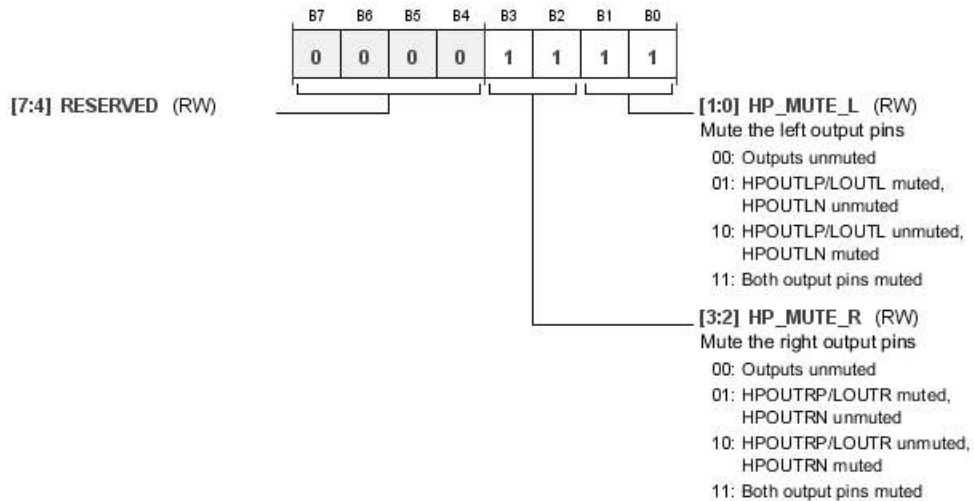 B7 B6 B5 B4 B3 B2 B1 B0
0 0 0 0 1 1 1 1
[7:4] RESERVED (RW)
[1:0] HP_MUTE_L (RW)
Mute the left output pins
00: Outputs unmuted
01: HPOUTLP/LOUTL muted,
HPOUTLN unmuted
10: HPOUTLP/LOUTL unmuted,
HPOUTLN muted
11: Both output pins muted
[3:2] HP_MUTE_R (RW)
Mute the right output pins
00: Outputs unmuted
01: HPOUTRP/LOUTR muted,
HPOUTRN unmuted
10: HPOUTRP/LOUTR unmuted,
HPOUTRN muted
11: Both output pins muted